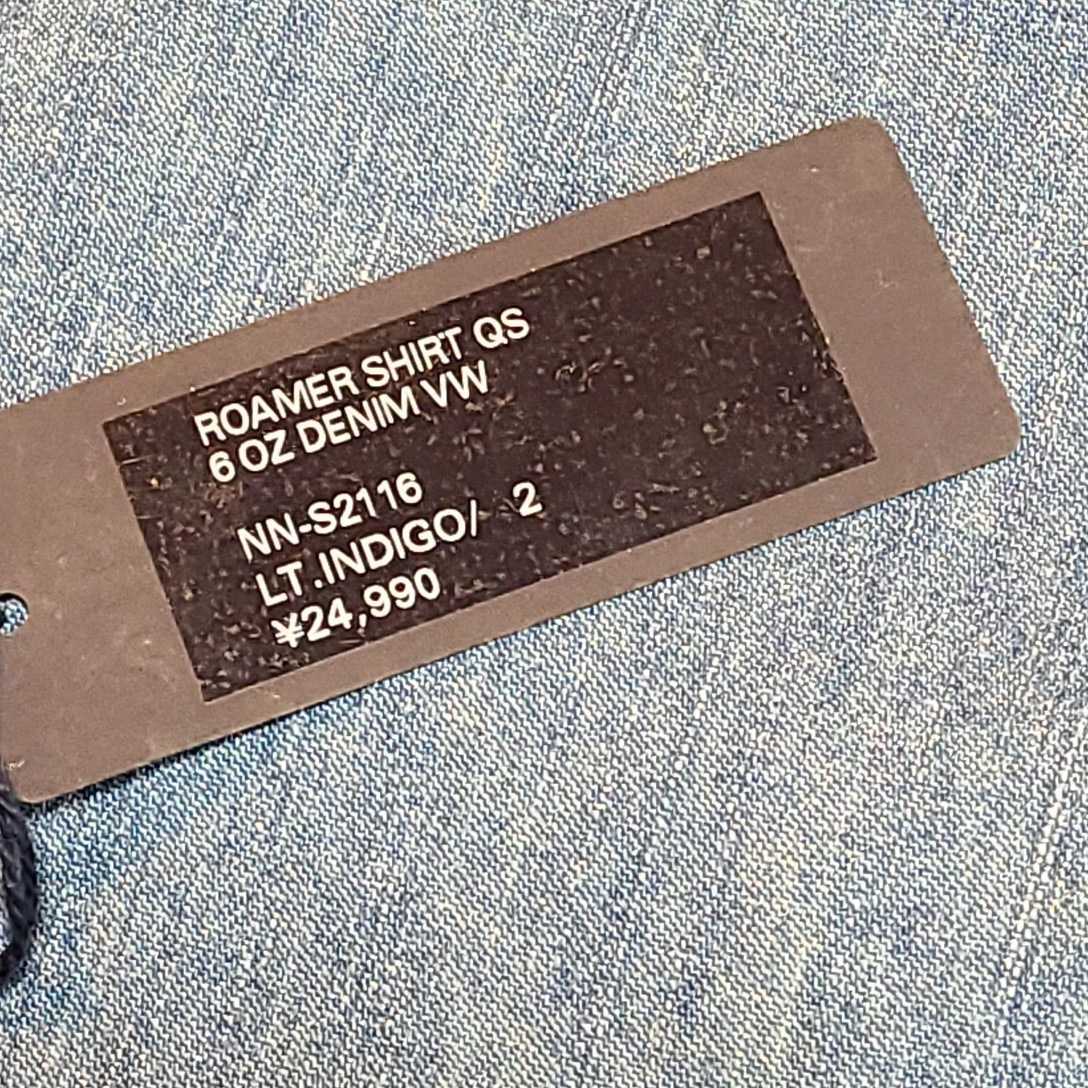 ROAMER SHIRT QS
6 OZ DENIM VW
NN-S2116
LT.INDIGO/ 2
¥24,990